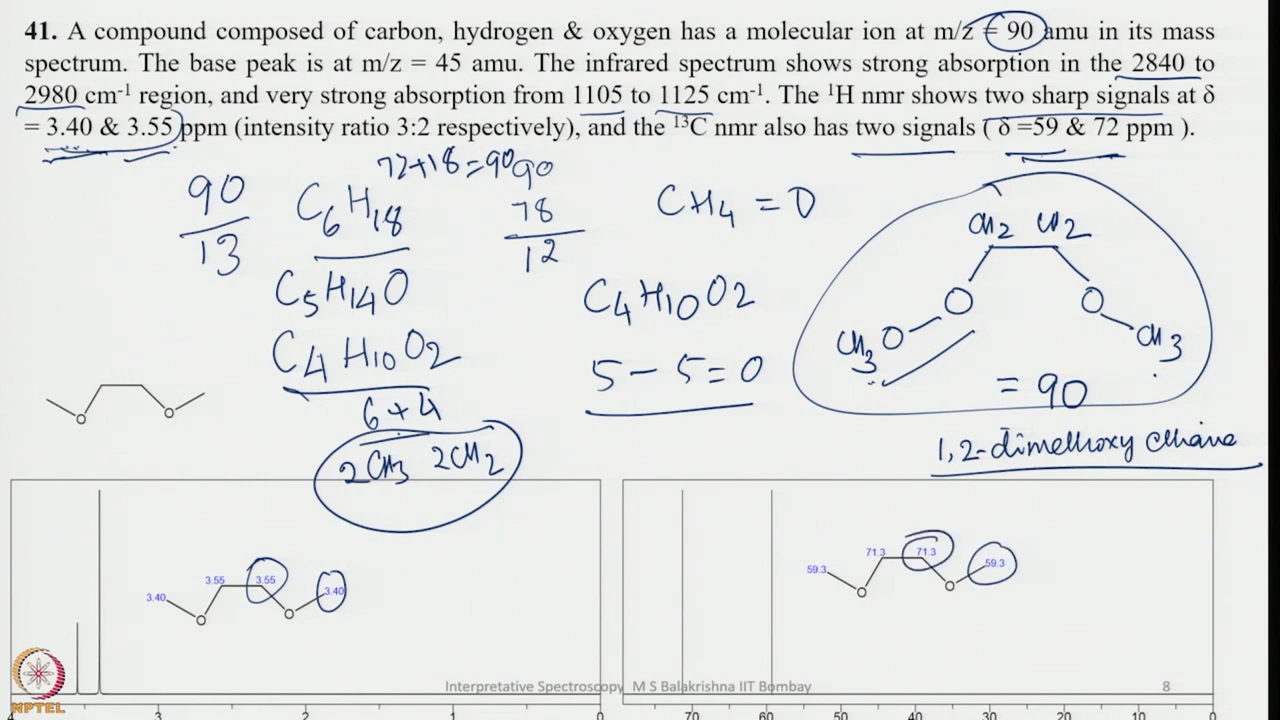 41. A compound composed of carbon, hydrogen & oxygen has a molecular ion at m/z = 90 amu in its mass
spectrum. The base peak is at m/z = 45 amu. The infrared spectrum shows strong absorption in the 2840 to
2980 cm-1 region, and very strong absorption from 1105 to 1125 cm-1. The 1H nmr shows two sharp signals at δ
= 3.40 & 3.55 ppm (intensity ratio 3:2 respectively), and the 13C nmr also has two signals ( δ =59 & 72 ppm ).
72+18=90
90
13
C6H18
90
78
12
CH4 = 0
CH2 CH2
C5H14O
C4H10O2
O O
CH3 O CH3
C4H10O2
5 - 5 = 0
= 90
6+4
2CH3 2CH2
1,2-dimethoxy ethane
O O
3.55 3.55
3.40 3.40
O O
71.3 71.3
59.3 59.3
O O
Interpretative Spectroscopy M S Balakrishna IIT Bombay
8
NPTEL
4 3 2 1 0
70 60 50 40 30 20 10 0